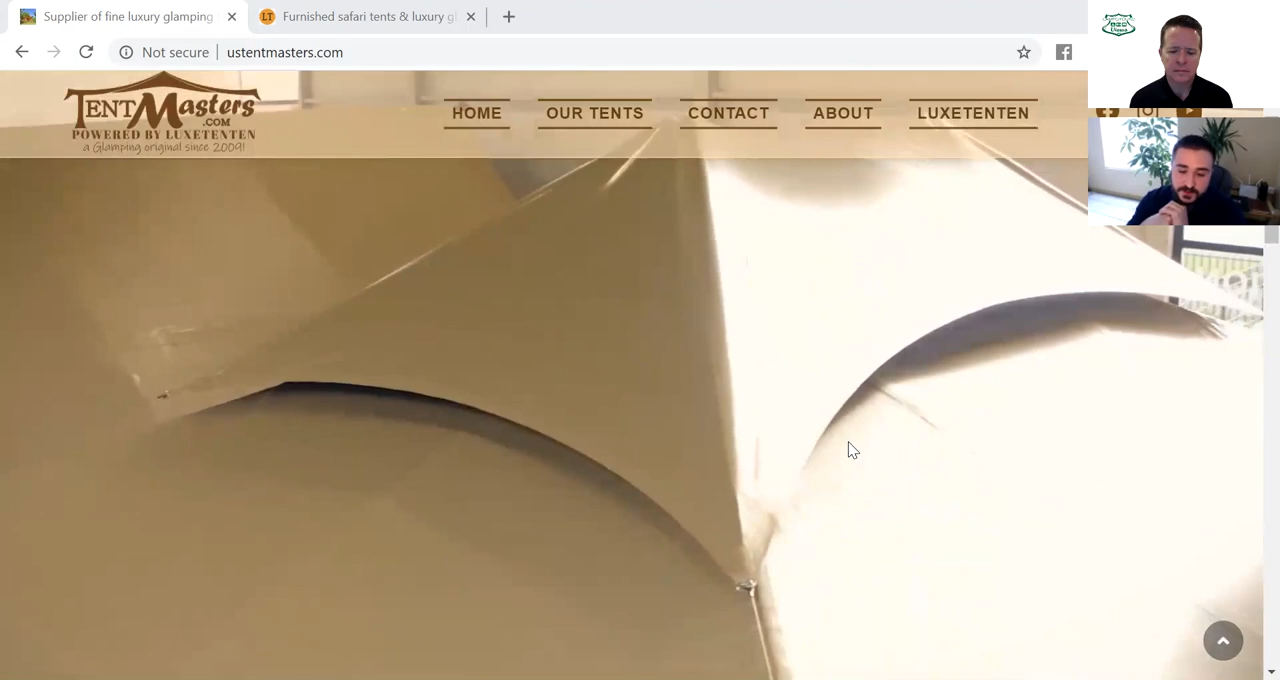 Supplier of fine luxury glamping
Furnished safari tents & luxury gl
Not secure
ustentmasters.com
TENTMasters
.COM
POWERED BY LUXETENTEN
a Glamping original since 2009!
HOME
OUR TENTS
CONTACT
ABOUT
LUXETENTEN
LT